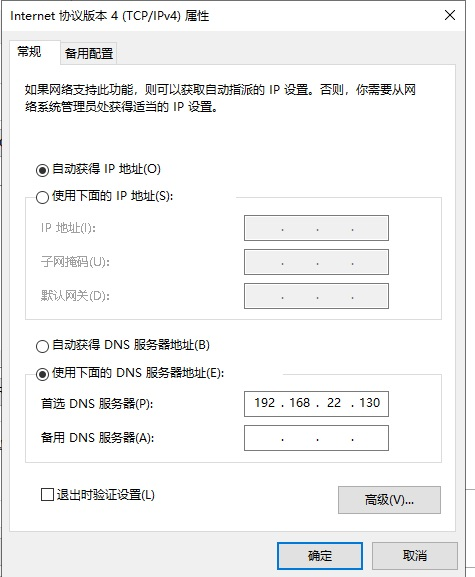 Internet 协议版本 4 (TCP/IPv4) 属性
常规
备用配置
如果网络支持此功能，则可以获取自动指派的 IP 设置。否则，你需要从网
络系统管理员处获得适当的 IP 设置。
自动获得 IP 地址(O)
使用下面的 IP 地址(S):
IP 地址(I):
子网掩码(U):
默认网关(D):
自动获得 DNS 服务器地址(B)
使用下面的 DNS 服务器地址(E):
首选 DNS 服务器(P):
192 . 168 . 22 . 130
备用 DNS 服务器(A):
退出时验证设置(L)
高级(V)...
确定
取消